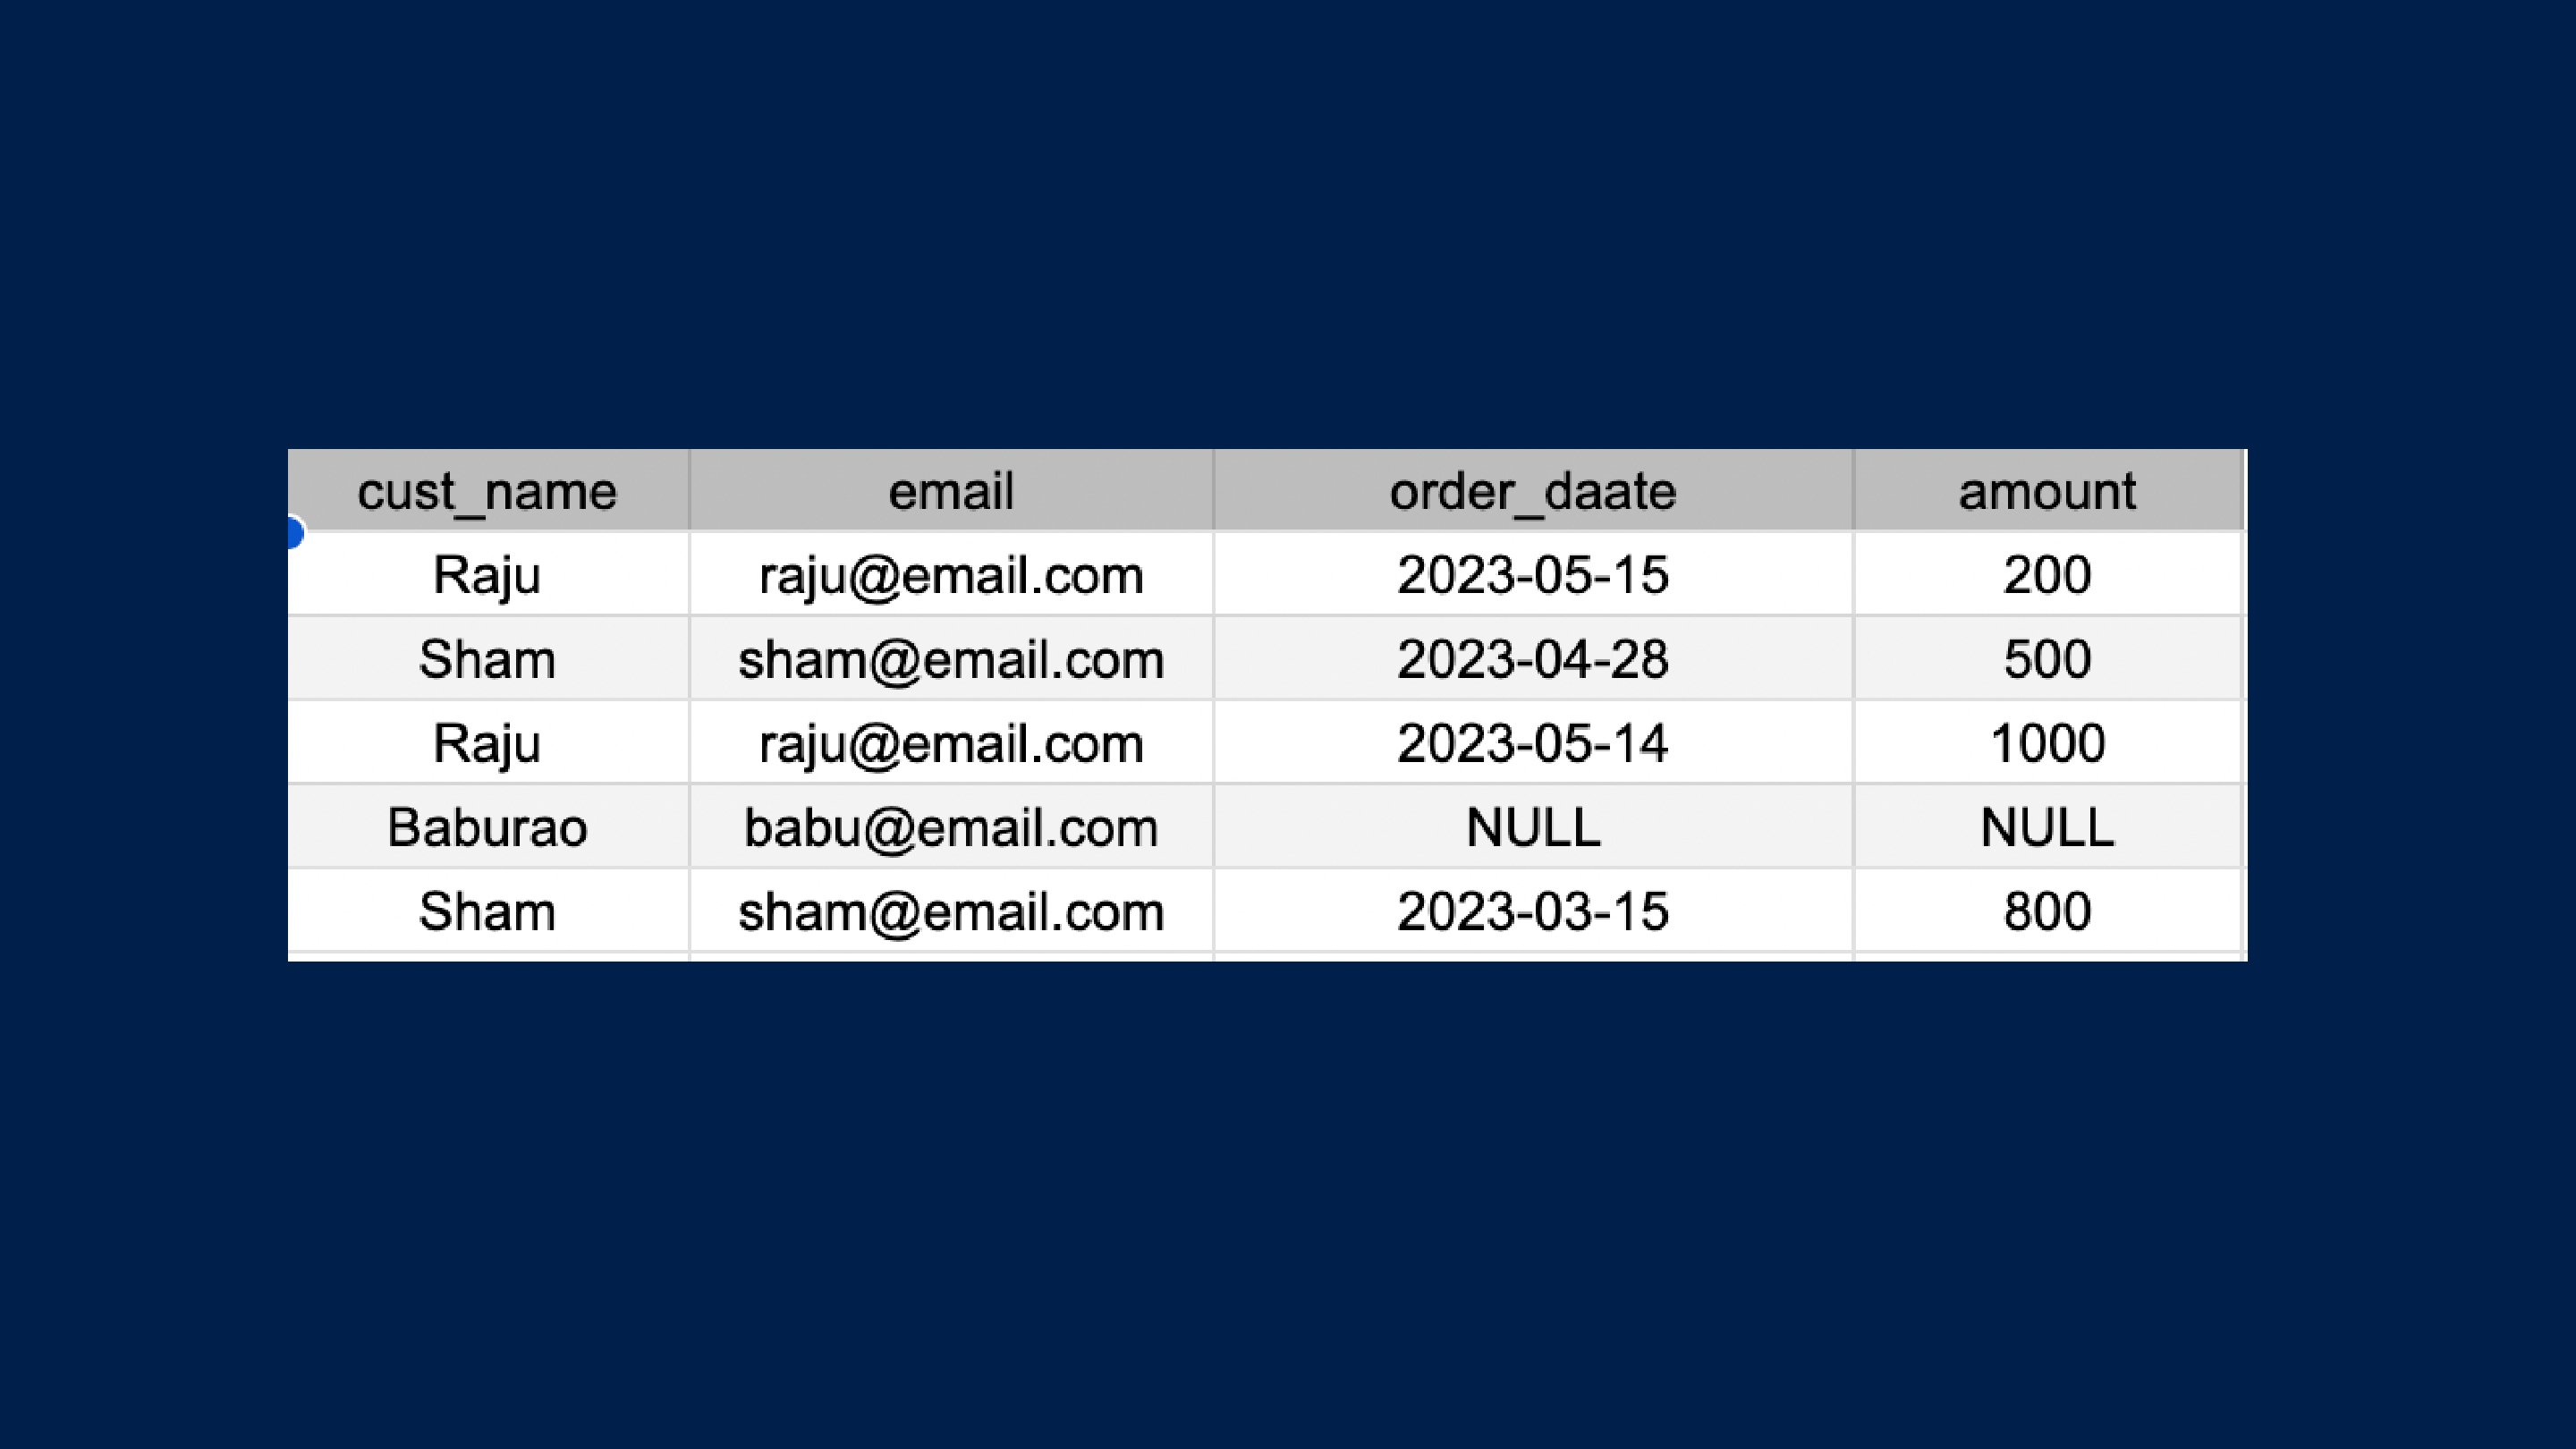 cust_name email order_daate amount
Raju raju@email.com 2023-05-15 200
Sham sham@email.com 2023-04-28 500
Raju raju@email.com 2023-05-14 1000
Baburao babu@email.com NULL NULL
Sham sham@email.com 2023-03-15 800